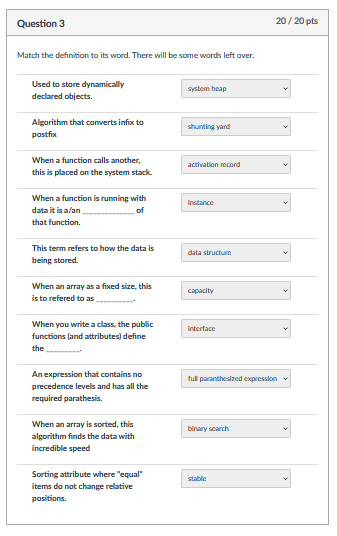 Question 3
20 / 20 pts
Match the definition to its word. There will be some words left over.
Used to store dynamically
declared objects.
system heap
Algorithm that converts infix to
postfix
shunting yard
When a function calls another,
this is placed on the system stack.
activation record
When a function is running with
data it is a/an ______________ of
that function.
instance
This term refers to how the data is
being stored.
data structure
When an array as a fixed size, this
is to refered to as __________.
capacity
When you write a class, the public
functions (and attributes) define
the _________.
interface
An expression that contains no
precedence levels and has all the
required parathesis.
full paranthesized expression
When an array is sorted, this
algorithm finds the data with
incredible speed
binary search
Sorting attribute where "equal"
items do not change relative
positions.
stable